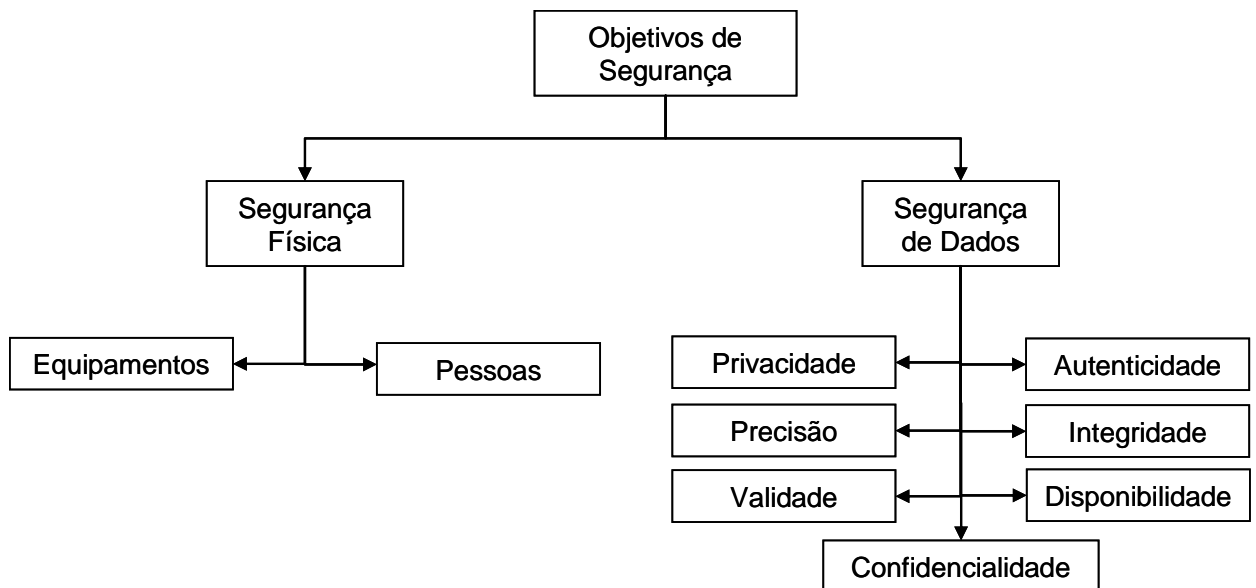 Objetivos de
Segurança
Segurança
Física
Segurança
de Dados
Equipamentos
Pessoas
Privacidade
Autenticidade
Precisão
Integridade
Validade
Disponibilidade
Confidencialidade